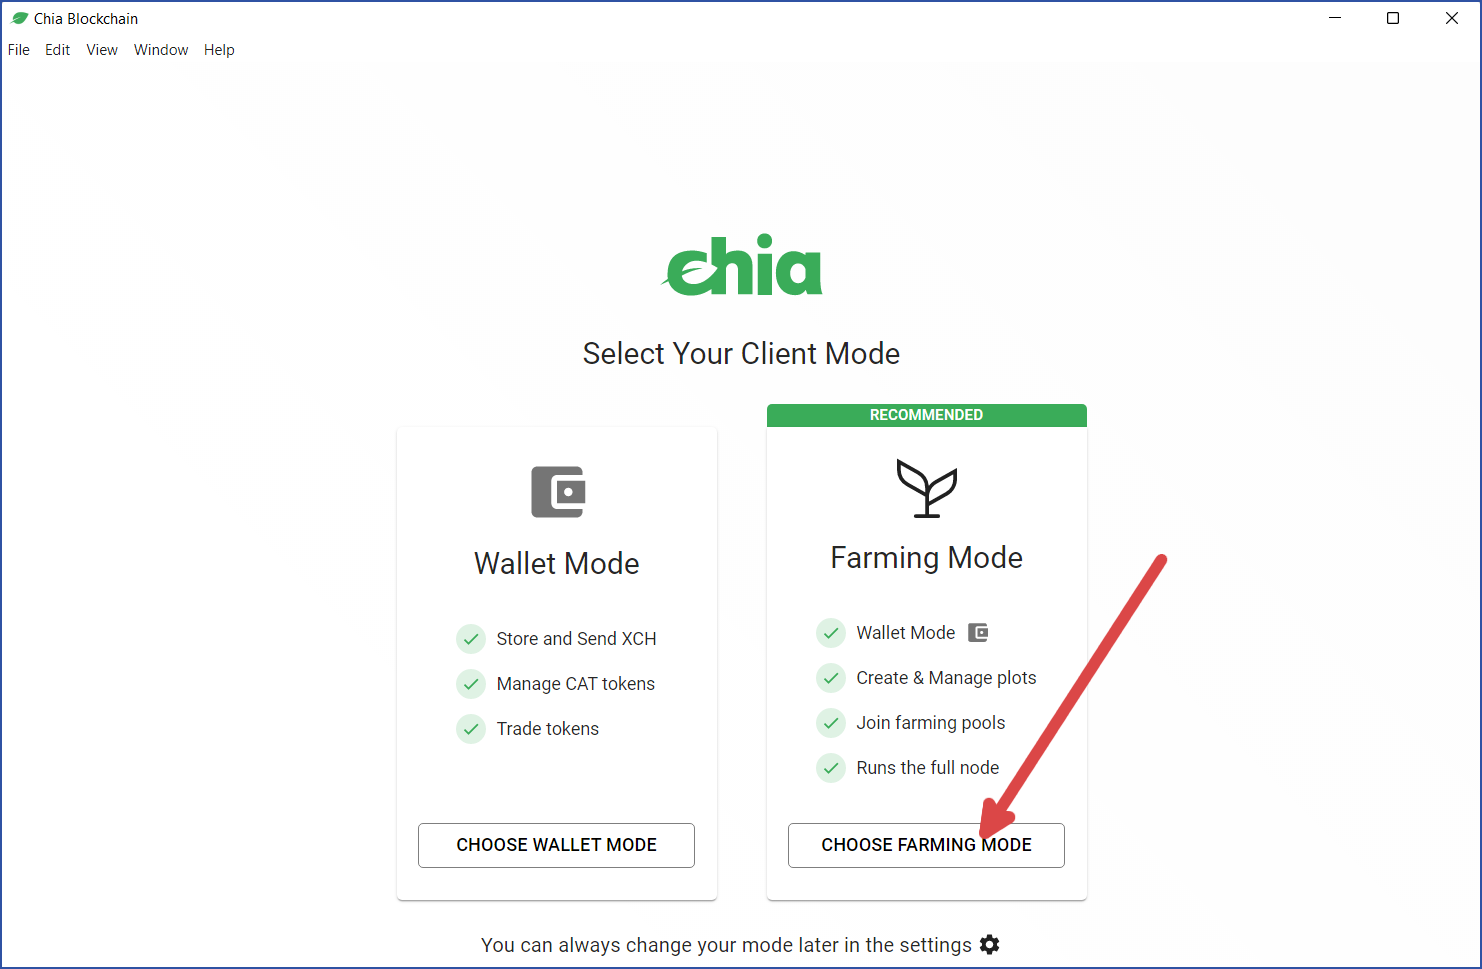 Chia Blockchain
File Edit View Window Help
chia
Select Your Client Mode
RECOMMENDED
Wallet Mode
Store and Send XCH
Manage CAT tokens
Trade tokens
CHOOSE WALLET MODE
Farming Mode
Wallet Mode
Create & Manage plots
Join farming pools
Runs the full node
CHOOSE FARMING MODE
You can always change your mode later in the settings